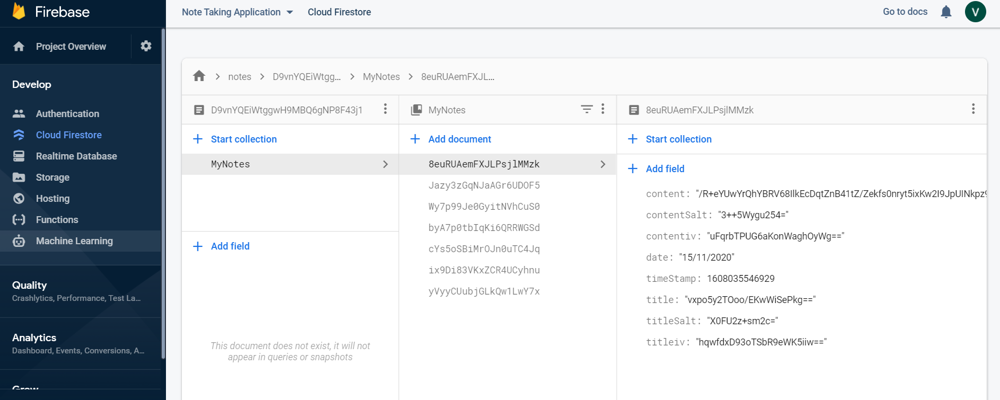 Firebase
Project Overview
Develop
Authentication
Cloud Firestore
Realtime Database
Storage
Hosting
Functions
Machine Learning
Quality
Crashlytics, Performance, Test La...
Analytics
Dashboard, Events, Conversions, A...
Grow
Note Taking Application
Cloud Firestore
Go to docs
V
notes
D9vnYQEiWtgg...
MyNotes
8euRUAemFXJL...
D9vnYQEiWtggwH9MBQ6gNP8F43j1
Start collection
MyNotes
Add field
This document does not exist, it will not
appear in queries or snapshots
MyNotes
Add document
8euRUAemFXJLPsjlMMzk
Jazy3zGqNJaAGr6UDOF5
Wy7p99Je0GyitNVhCuS0
byA7p0tbIqKi6QRRWGSd
cYs5oSBiMrOJn0uTC4Jq
ix9Di83VKxZCR4UCyhnu
yVyyCUubjGLkQw1LwY7x
8euRUAemFXJLPsjlMMzk
Start collection
Add field
content: "/R+eYUwYrQhYBRV68IlkEcDqtZnB41tZ/Zekfs0nryt5ixKw2I9JpUINkpz9
contentSalt: "3++5Wygu254="
contentiv: "uFqrbTPUG6aKonWaghOyWg=="
date: "15/11/2020"
timeStamp: 1608035546929
title: "vxpo5y2TOoo/EKwWiSePkg=="
titleSalt: "X0FU2z+sm2c="
titleiv: "hqwfdxD93oTSbR9eWK5iiw=="